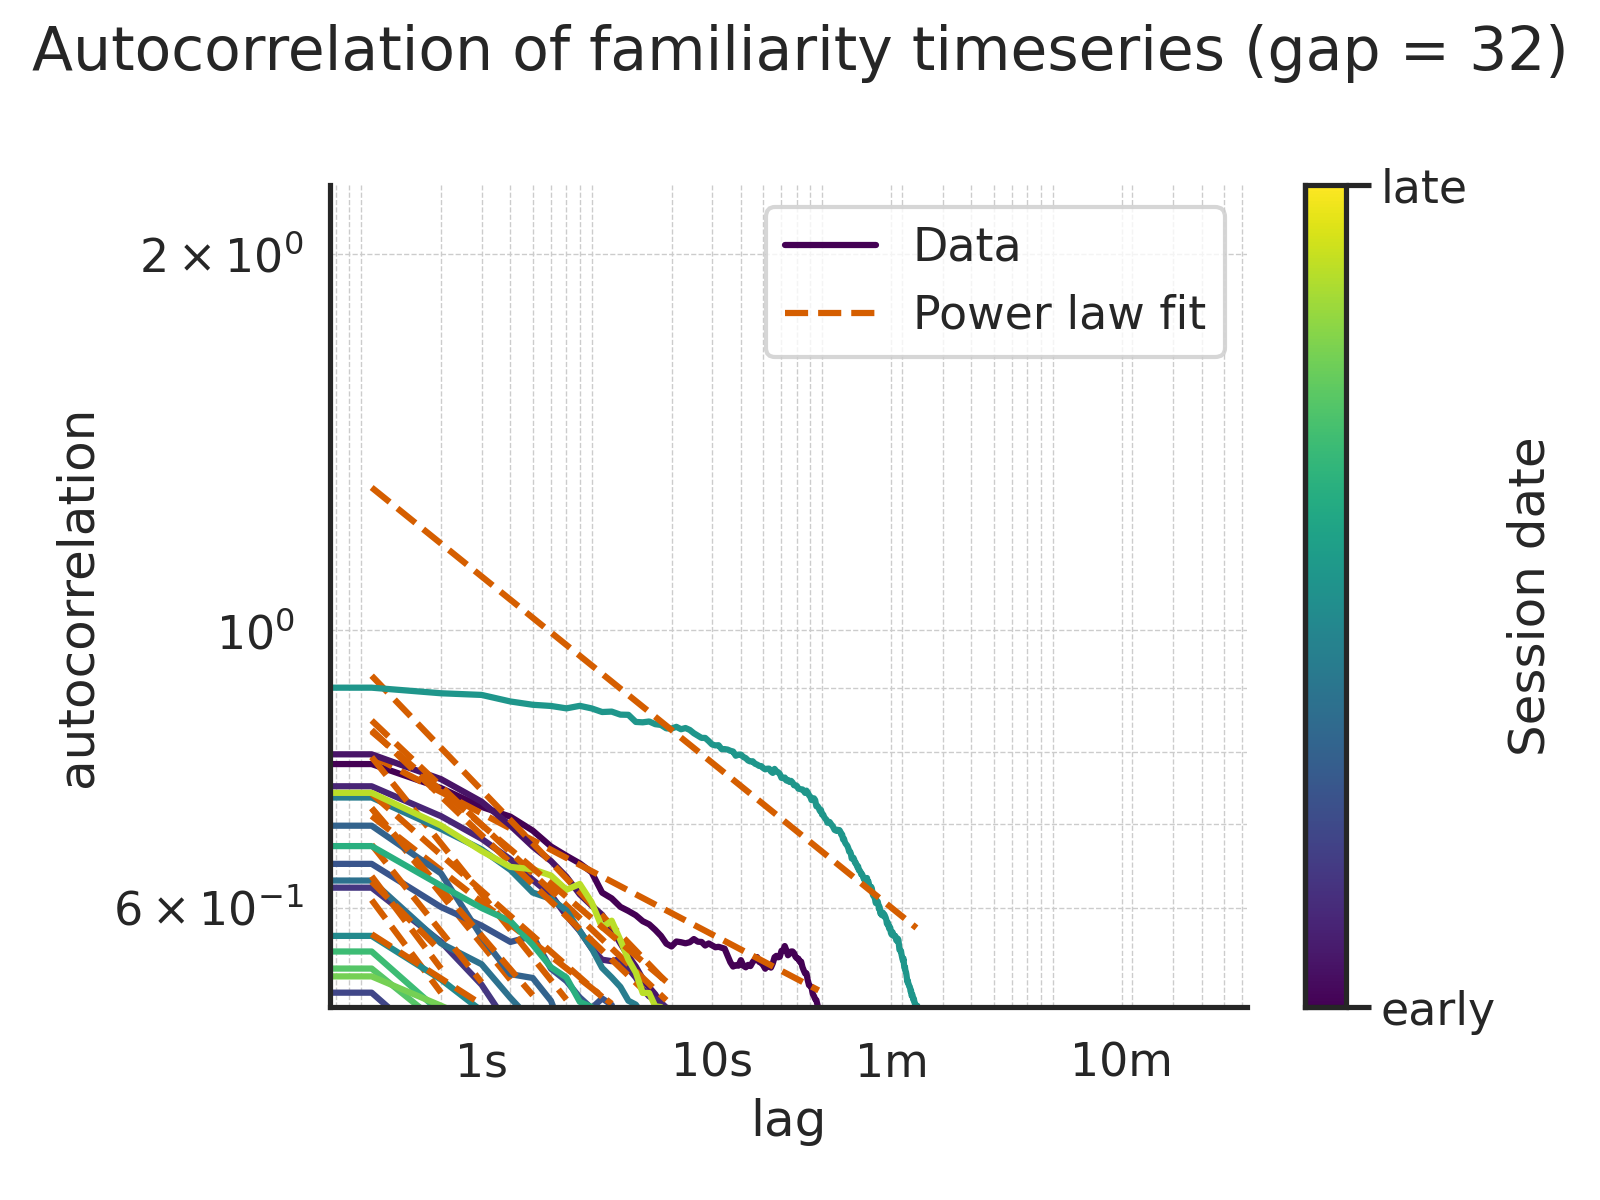 Autocorrelation of familiarity timeseries (gap = 32)
late
2 × 10⁰
Data
Power law fit
autocorrelation
10⁰
Session date
6 × 10⁻¹
early
1s 10s 1m 10m
lag